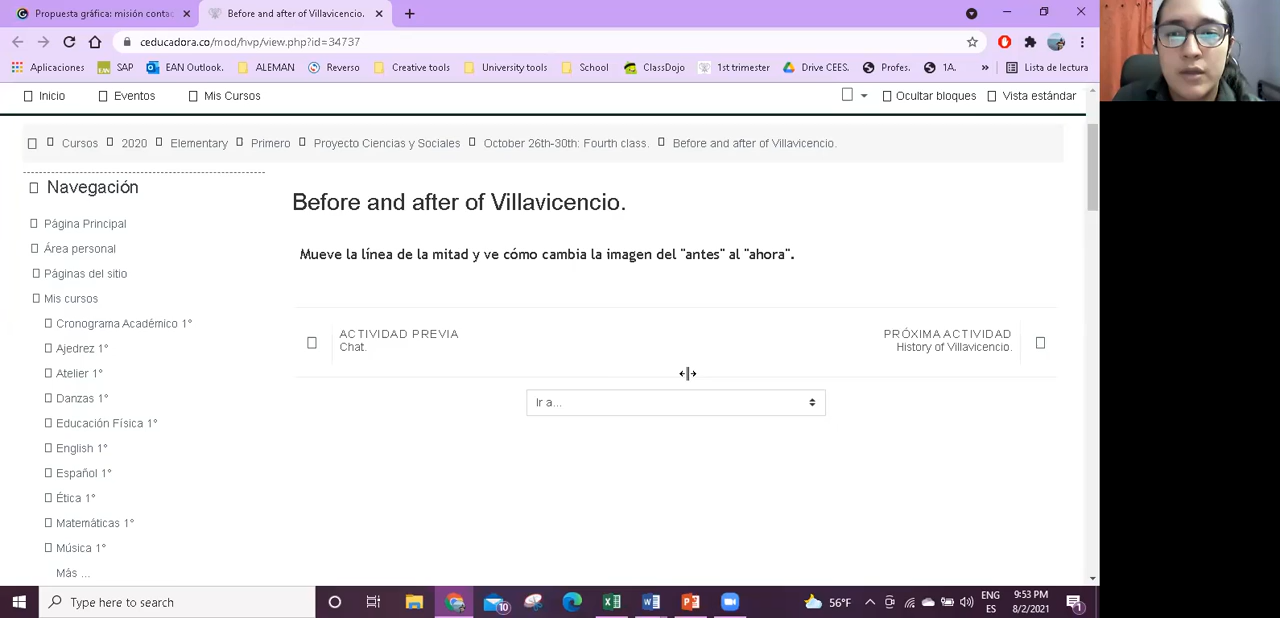 Propuesta gráfica: misión conta
Before and after of Villavicencio.
ceducadora.co/mod/hvp/view.php?id=34737
Aplicaciones SAP EAN Outlook ALEMAN Creative tools School ClassDojo 1st trimester Drive CEES. Profes. 1A. » Lista de lectura
Inicio Eventos Mis Cursos Ocultar bloques Vista estándar
Cursos 2020 Elementary Primero Proyecto Ciencias y Sociales October 26th-30th: Fourth class. Before and after of Villavicencio.
Navegación
Página Principal
Área personal
Páginas del sitio
Mis cursos
Cronograma Académico 1°
Ajedrez 1°
Atelier 1°
Danzas 1°
Educación Física 1°
English 1°
Español 1°
Ética 1°
Matemáticas 1°
Música 1°
Más ...
Before and after of Villavicencio.
Mueve la línea de la mitad y ve cómo cambia la imagen del "antes" al "ahora".
ACTIVIDAD PREVIA
Chat.
PRÓXIMA ACTIVIDAD
History of Villavicencio.
Ir a...
Type here to search
10
56°F
ENG
ES
9:53 PM
8/2/2021
1